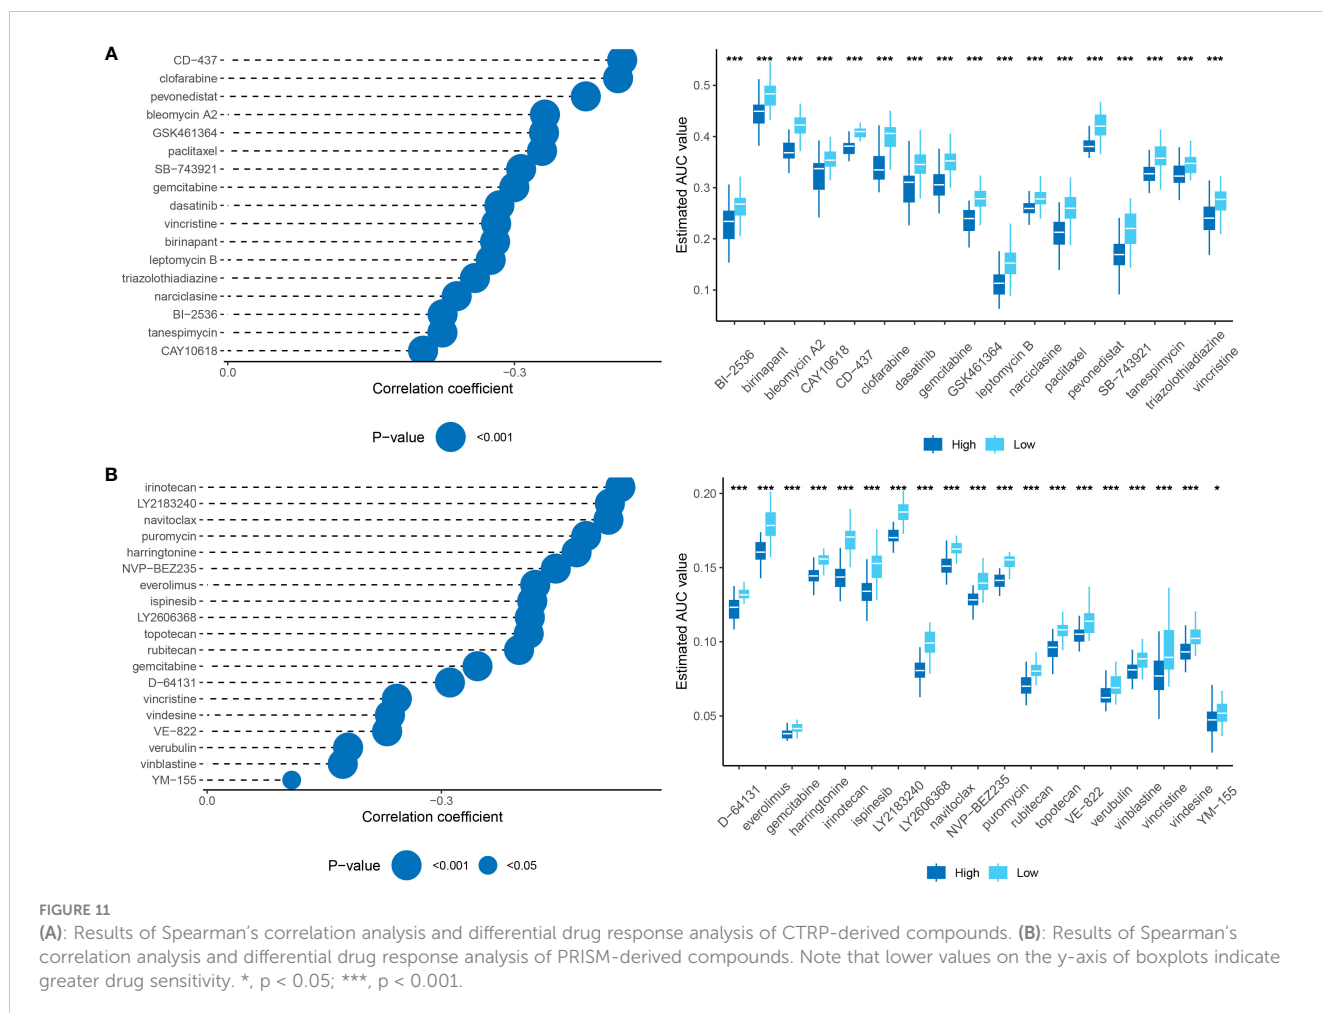 A
CD−437
clofarabine
pevonedistat
bleomycin A2
GSK461364
paclitaxel
SB−743921
gemcitabine
dasatinib
vincristine
birinapant
leptomycin B
triazolothiadiazine
narciclasine
BI−2536
tanespimycin
CAY10618
0.0
−0.3
Correlation coefficient
P−value
<0.001
*** *** *** *** *** *** *** *** *** *** *** *** *** *** *** *** ***
0.5
0.4
0.3
0.2
0.1
Estimated AUC value
BI−2536
birinapant
bleomycin A2
CAY10618
CD−437
clofarabine
dasatinib
gemcitabine
GSK461364
leptomycin B
narciclasine
paclitaxel
pevonedistat
SB−743921
tanespimycin
triazolothiadiazine
vincristine
High
Low
B
irinotecan
LY2183240
navitoclax
puromycin
harringtonine
NVP−BEZ235
everolimus
ispinesib
LY2606368
topotecan
rubitecan
gemcitabine
D−64131
vincristine
vindesine
VE−822
verubulin
vinblastine
YM−155
0.0
−0.3
Correlation coefficient
P−value
<0.001
<0.05
*** *** *** *** *** *** *** *** *** *** *** *** *** *** *** *** *** *** *
0.20
0.15
0.10
0.05
Estimated AUC value
D−64131
everolimus
gemcitabine
harringtonine
irinotecan
ispinesib
LY2183240
LY2606368
navitoclax
NVP−BEZ235
puromycin
rubitecan
topotecan
VE−822
verubulin
vinblastine
vincristine
vindesine
YM−155
High
Low
FIGURE 11
(A): Results of Spearman’s correlation analysis and differential drug response analysis of CTRP-derived compounds. (B): Results of Spearman’s
correlation analysis and differential drug response analysis of PRISM-derived compounds. Note that lower values on the y-axis of boxplots indicate
greater drug sensitivity. *, p < 0.05; ***, p < 0.001.